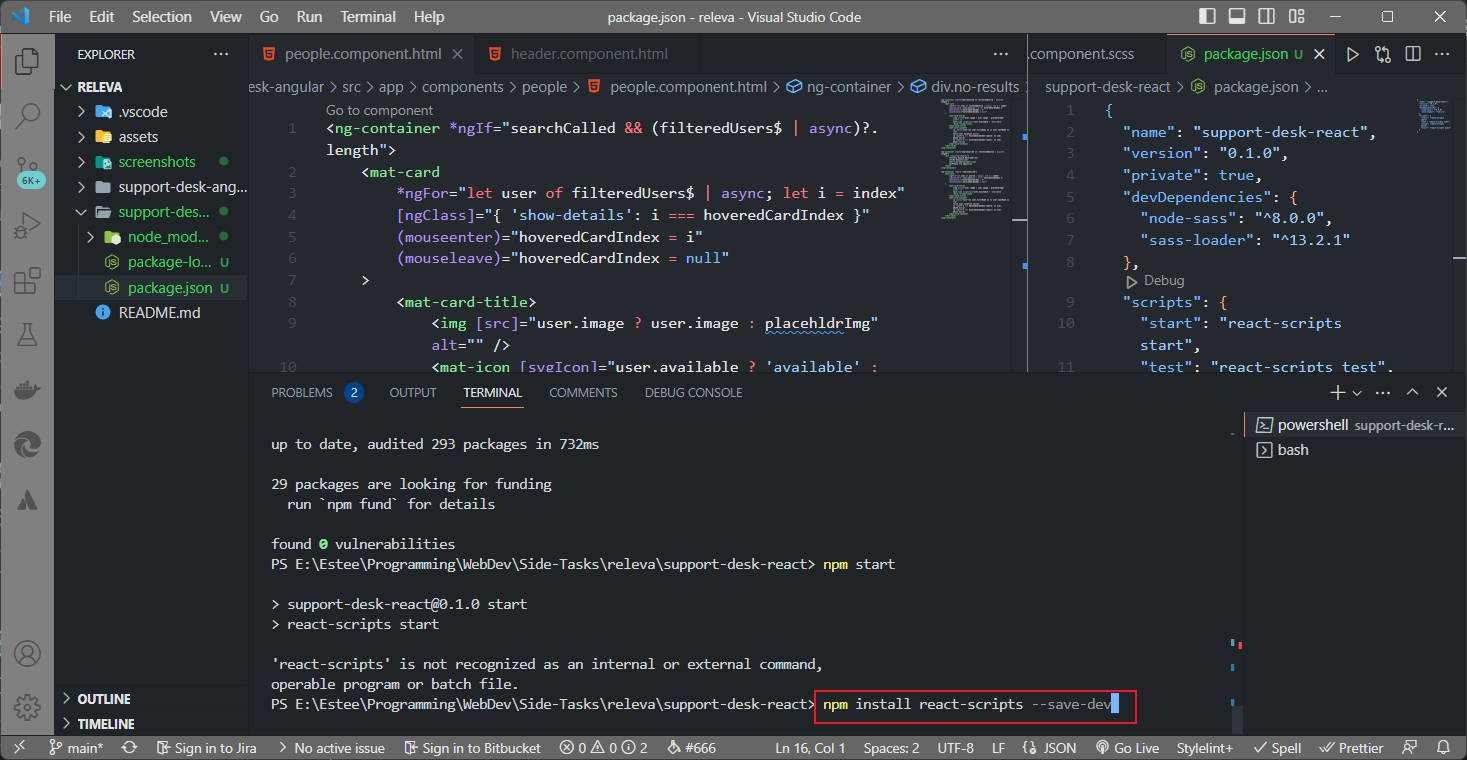 File Edit Selection View Go Run Terminal Help package.json - releva - Visual Studio Code
EXPLORER
RELEVA
.vscode
assets
screenshots
support-desk-ang...
support-des...
node_mod...
package-lo... U
package.json U
README.md
OUTLINE
TIMELINE
6K+
people.component.html
header.component.html
esk-angular > src > app > components > people > people.component.html > ng-container > div.no-results
Go to component
1 <ng-container *ngIf="searchCalled && (filteredUsers$ | async)?.
length">
2 <mat-card
3 *ngFor="let user of filteredUsers$ | async; let i = index"
4 [ngClass]="{ 'show-details': i === hoveredCardIndex }"
5 (mouseenter)="hoveredCardIndex = i"
6 (mouseleave)="hoveredCardIndex = null"
7 >
8 <mat-card-title>
9 <img [src]="user.image ? user.image : placehldrImg"
alt="" />
10 <mat-icon [svgIcon]="user.available ? 'available' :
.component.scss
package.json U
support-desk-react > package.json > ...
1 {
2 "name": "support-desk-react",
3 "version": "0.1.0",
4 "private": true,
5 "devDependencies": {
6 "node-sass": "^8.0.0",
7 "sass-loader": "^13.2.1"
8 },
Debug
9 "scripts": {
10 "start": "react-scripts
start",
11 "test": "react-scripts test",
PROBLEMS 2 OUTPUT TERMINAL COMMENTS DEBUG CONSOLE
up to date, audited 293 packages in 732ms
29 packages are looking for funding
run `npm fund` for details
found 0 vulnerabilities
PS E:\Estee\Programming\WebDev\Side-Tasks\releva\support-desk-react> npm start
> support-desk-react@0.1.0 start
> react-scripts start
'react-scripts' is not recognized as an internal or external command,
operable program or batch file.
PS E:\Estee\Programming\WebDev\Side-Tasks\releva\support-desk-react> npm install react-scripts --save-dev
powershell support-desk-r...
bash
main* Sign in to Jira No active issue Sign in to Bitbucket 0 0 2 #666 Ln 16, Col 1 Spaces: 2 UTF-8 LF {} JSON Go Live Stylelint+ Spell Prettier